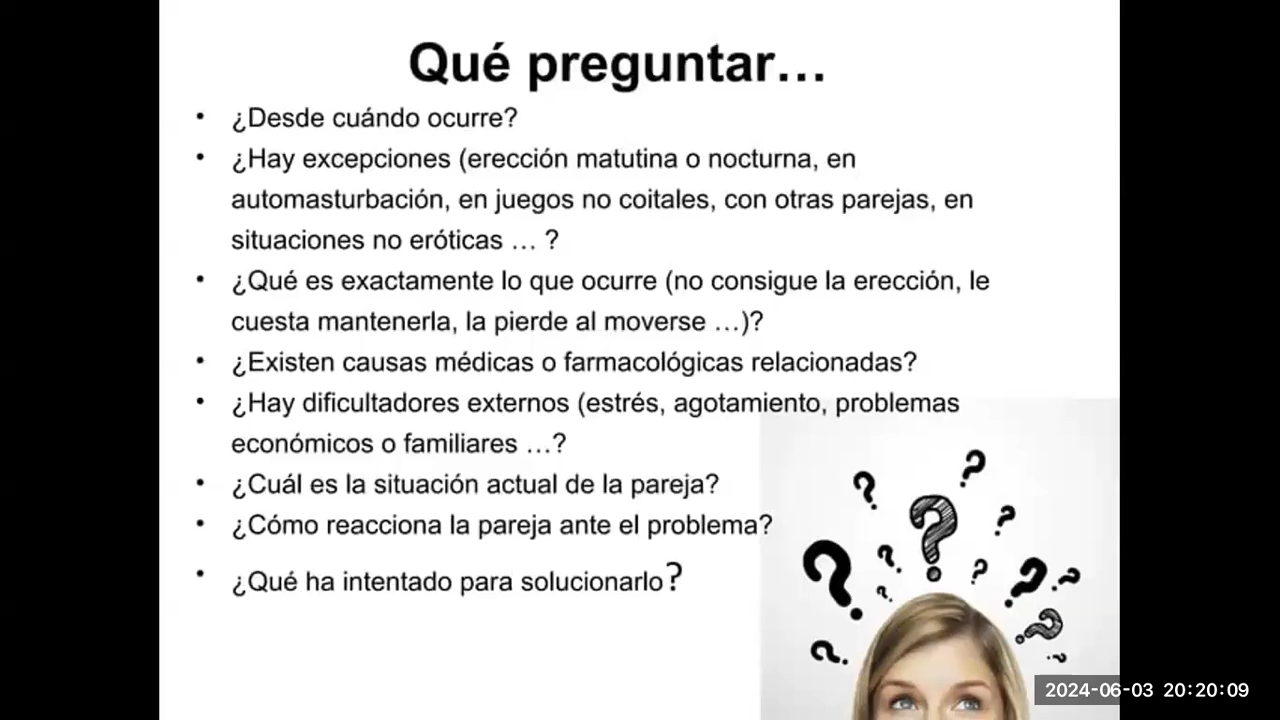 Qué preguntar…
• ¿Desde cuándo ocurre?
• ¿Hay excepciones (erección matutina o nocturna, en
automasturbación, en juegos no coitales, con otras parejas, en
situaciones no eróticas … ?
• ¿Qué es exactamente lo que ocurre (no consigue la erección, le
cuesta mantenerla, la pierde al moverse …)?
• ¿Existen causas médicas o farmacológicas relacionadas?
• ¿Hay dificultadores externos (estrés, agotamiento, problemas
económicos o familiares …?
• ¿Cuál es la situación actual de la pareja?
• ¿Cómo reacciona la pareja ante el problema?
• ¿Qué ha intentado para solucionarlo?
2024-06-03 20:20:09